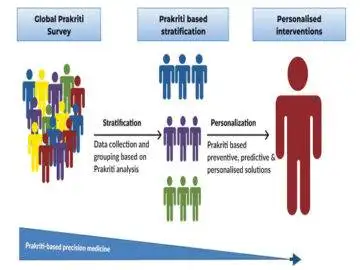 Global Prakriti
Survey
Prakriti based
stratification
Personalised
interventions
Stratification
Data collection and
grouping based on
Prakriti analysis
Personalization
Prakriti based
preventive, predictive &
personalised solutions
Prakriti-based precision medicine